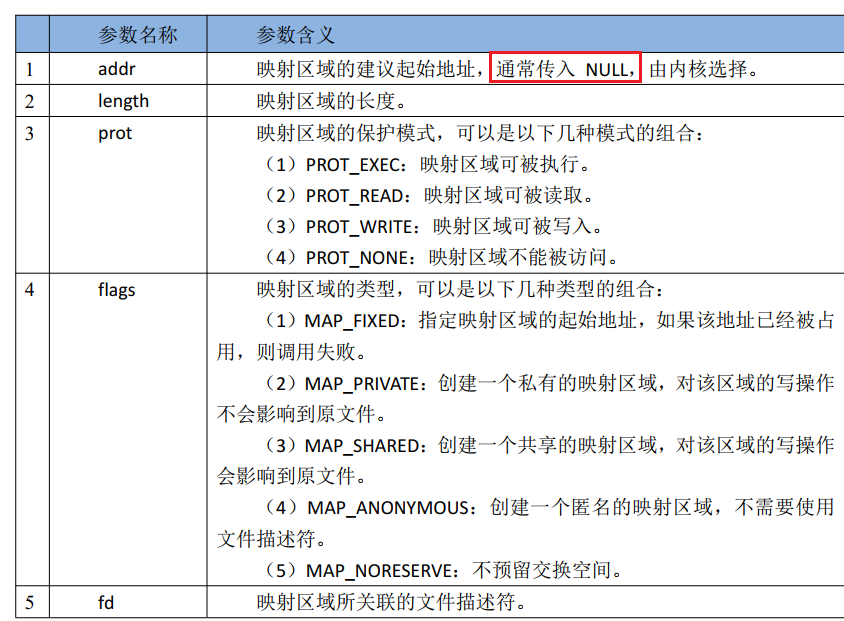 参数名称 参数含义
1 addr 映射区域的建议起始地址，通常传入 NULL，由内核选择。
2 length 映射区域的长度。
3 prot 映射区域的保护模式，可以是以下几种模式的组合：
（1）PROT_EXEC：映射区域可被执行。
（2）PROT_READ：映射区域可被读取。
（3）PROT_WRITE：映射区域可被写入。
（4）PROT_NONE：映射区域不能被访问。
4 flags 映射区域的类型，可以是以下几种类型的组合：
（1）MAP_FIXED：指定映射区域的起始地址，如果该地址已经被占
用，则调用失败。
（2）MAP_PRIVATE：创建一个私有的映射区域，对该区域的写操作
不会影响到原文件。
（3）MAP_SHARED：创建一个共享的映射区域，对该区域的写操作
会影响到原文件。
（4）MAP_ANONYMOUS：创建一个匿名的映射区域，不需要使用
文件描述符。
（5）MAP_NORESERVE：不预留交换空间。
5 fd 映射区域所关联的文件描述符。